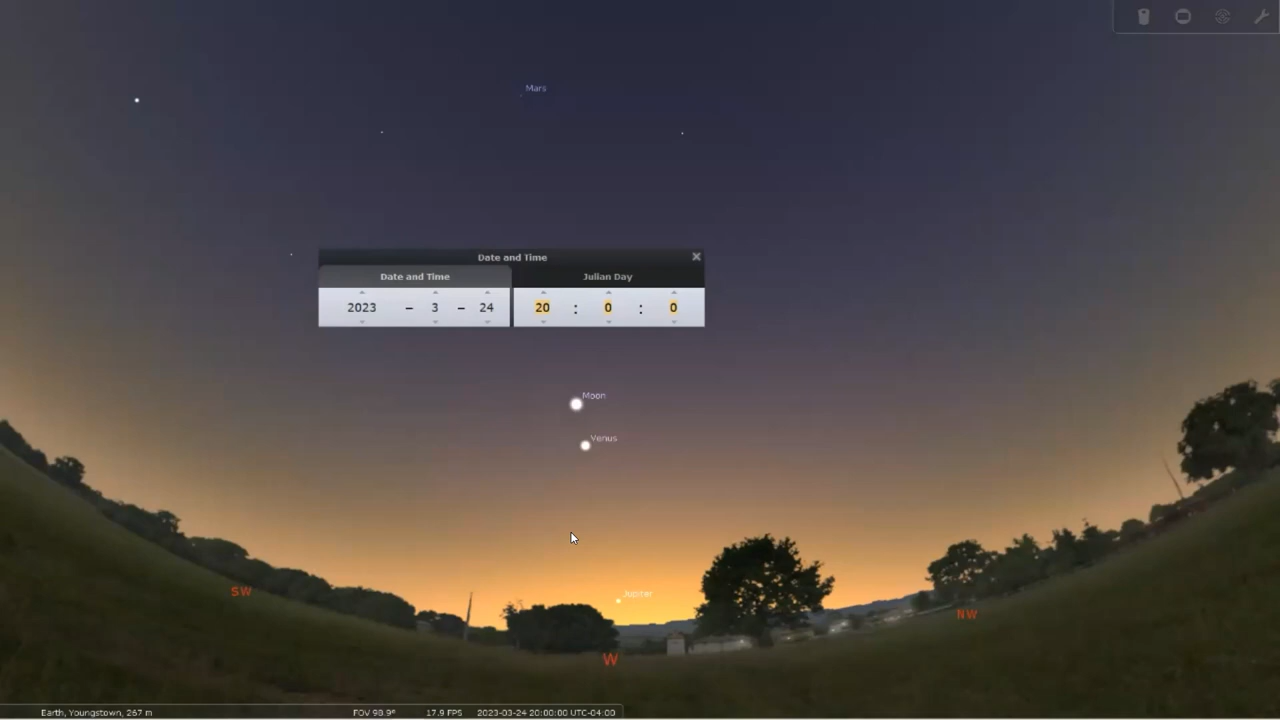 Mars
Date and Time
Date and Time
Julian Day
2023 – 3 – 24
20 : 0 : 0
Moon
Venus
SW
Jupiter
NW
W
Earth, Youngstown, 267 m
FOV 98.9°
17.9 FPS
2023-03-24 20:00:00 UTC-04:00